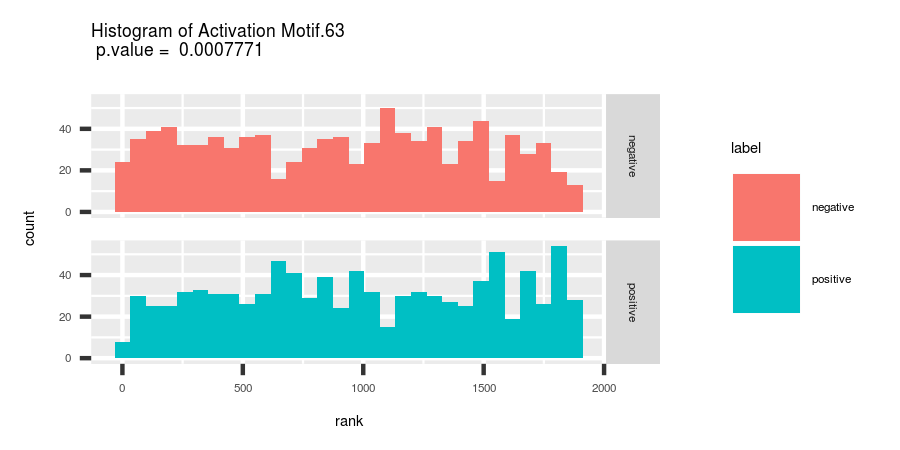 Histogram of Activation Motif.63
p.value = 0.0007771
count
40
20
0
negative
40
20
0
positive
0
500
1000
1500
2000
rank
label
negative
positive